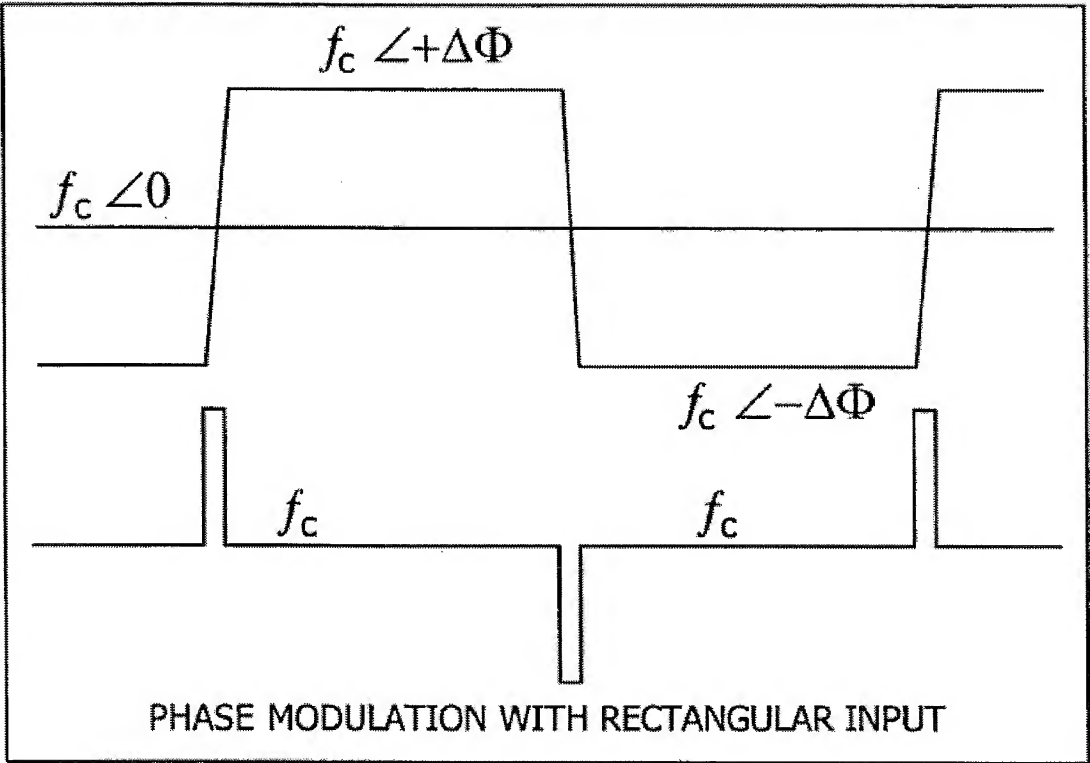 fc ∠+ΔΦ
fc ∠0
fc ∠−ΔΦ
fc
fc
PHASE MODULATION WITH RECTANGULAR INPUT